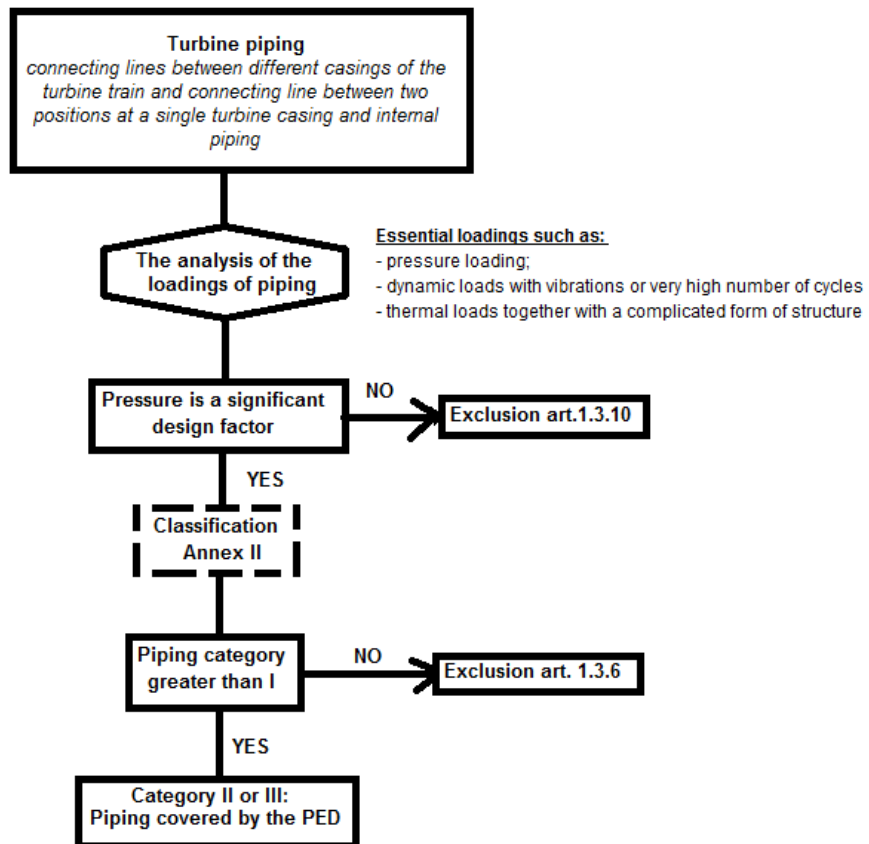 Turbine piping
connecting lines between different casings of the
turbine train and connecting line between two
positions at a single turbine casing and internal
piping
The analysis of the
loadings of piping
Essential loadings such as:
- pressure loading;
- dynamic loads with vibrations or very high number of cycles
- thermal loads together with a complicated form of structure
Pressure is a significant
design factor
NO
Exclusion art.1.3.10
YES
Classification
Annex II
Piping category
greater than I
NO
Exclusion art. 1.3.6
YES
Category II or III:
Piping covered by the PED